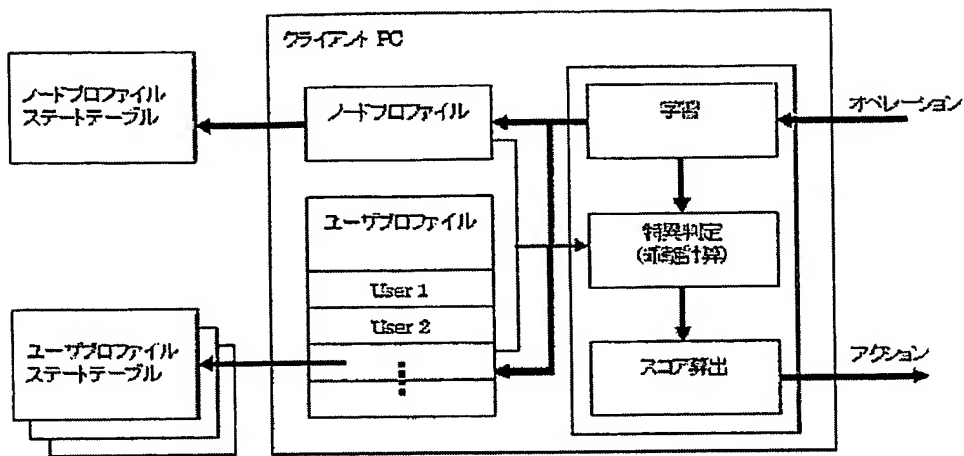 クライアント PC
ノードプロファイル
ステートテーブル
ノードプロファイル
学習
オペレーション
ユーザプロファイル
特異判定
(距離計算)
User 1
User 2
ユーザプロファイル
ステートテーブル
スコア算出
アクション